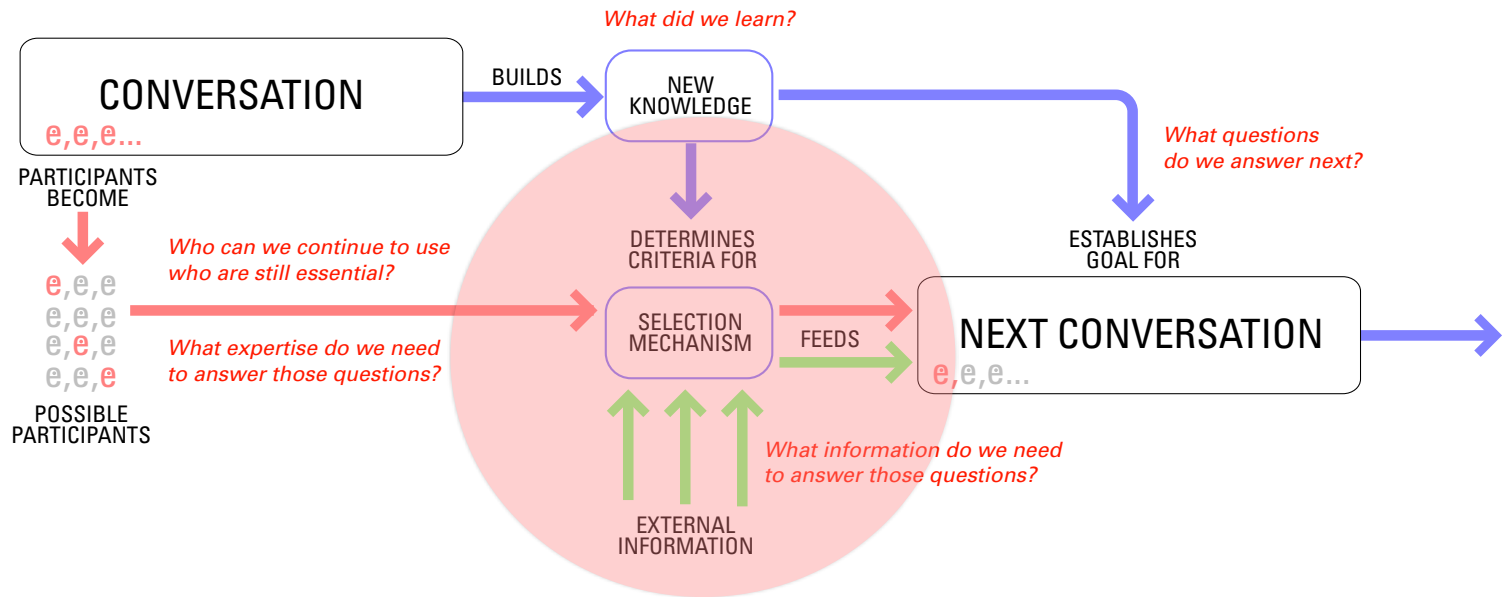 What did we learn?
CONVERSATION
e,e,e...
BUILDS
NEW
KNOWLEDGE
What questions
do we answer next?
PARTICIPANTS
BECOME
Who can we continue to use
who are still essential?
DETERMINES
CRITERIA FOR
ESTABLISHES
GOAL FOR
e,e,e
e,e,e
e,e,e
e,e,e
What expertise do we need
to answer those questions?
POSSIBLE
PARTICIPANTS
SELECTION
MECHANISM
FEEDS
NEXT CONVERSATION
e,e,e...
What information do we need
to answer those questions?
EXTERNAL
INFORMATION